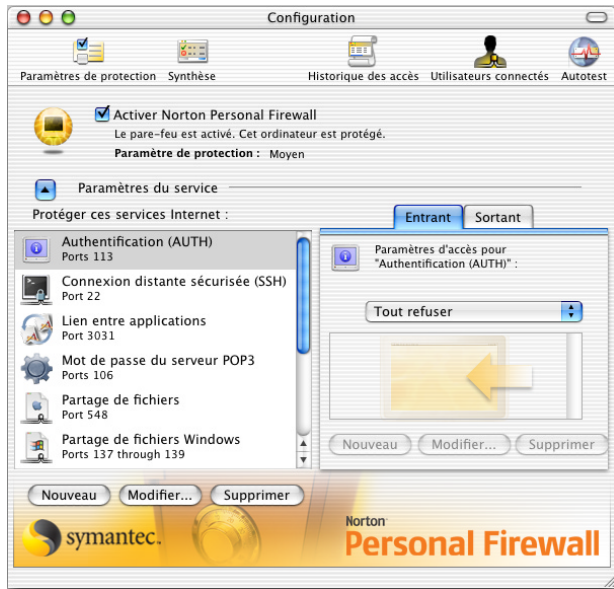 Configuration
Paramètres de protection
Synthèse
Historique des accès
Utilisateurs connectés
Autotest
Activer Norton Personal Firewall
Le pare-feu est activé. Cet ordinateur est protégé.
Paramètre de protection : Moyen
Paramètres du service
Protéger ces services Internet :
Authentification (AUTH)
Ports 113
Connexion distante sécurisée (SSH)
Port 22
Lien entre applications
Port 3031
Mot de passe du serveur POP3
Ports 106
Partage de fichiers
Port 548
Partage de fichiers Windows
Ports 137 through 139
Nouveau
Modifier...
Supprimer
Entrant
Sortant
Paramètres d'accès pour
"Authentification (AUTH)" :
Tout refuser
Nouveau
Modifier...
Supprimer
symantec.
Norton
Personal Firewall